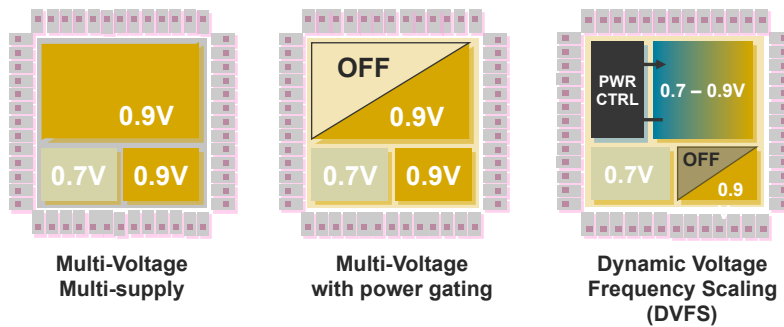 0.9V
0.7V
0.9V
Multi-Voltage
Multi-supply
OFF
0.9V
0.7V
0.9V
Multi-Voltage
with power gating
PWR
CTRL
0.7 – 0.9V
0.7V
OFF
0.9
Dynamic Voltage
Frequency Scaling
(DVFS)